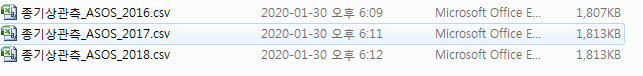 종기상관측_ASOS_2016.csv 2020-01-30 오후 6:09 Microsoft Office E... 1,807KB
종기상관측_ASOS_2017.csv 2020-01-30 오후 6:11 Microsoft Office E... 1,813KB
종기상관측_ASOS_2018.csv 2020-01-30 오후 6:12 Microsoft Office E... 1,813KB